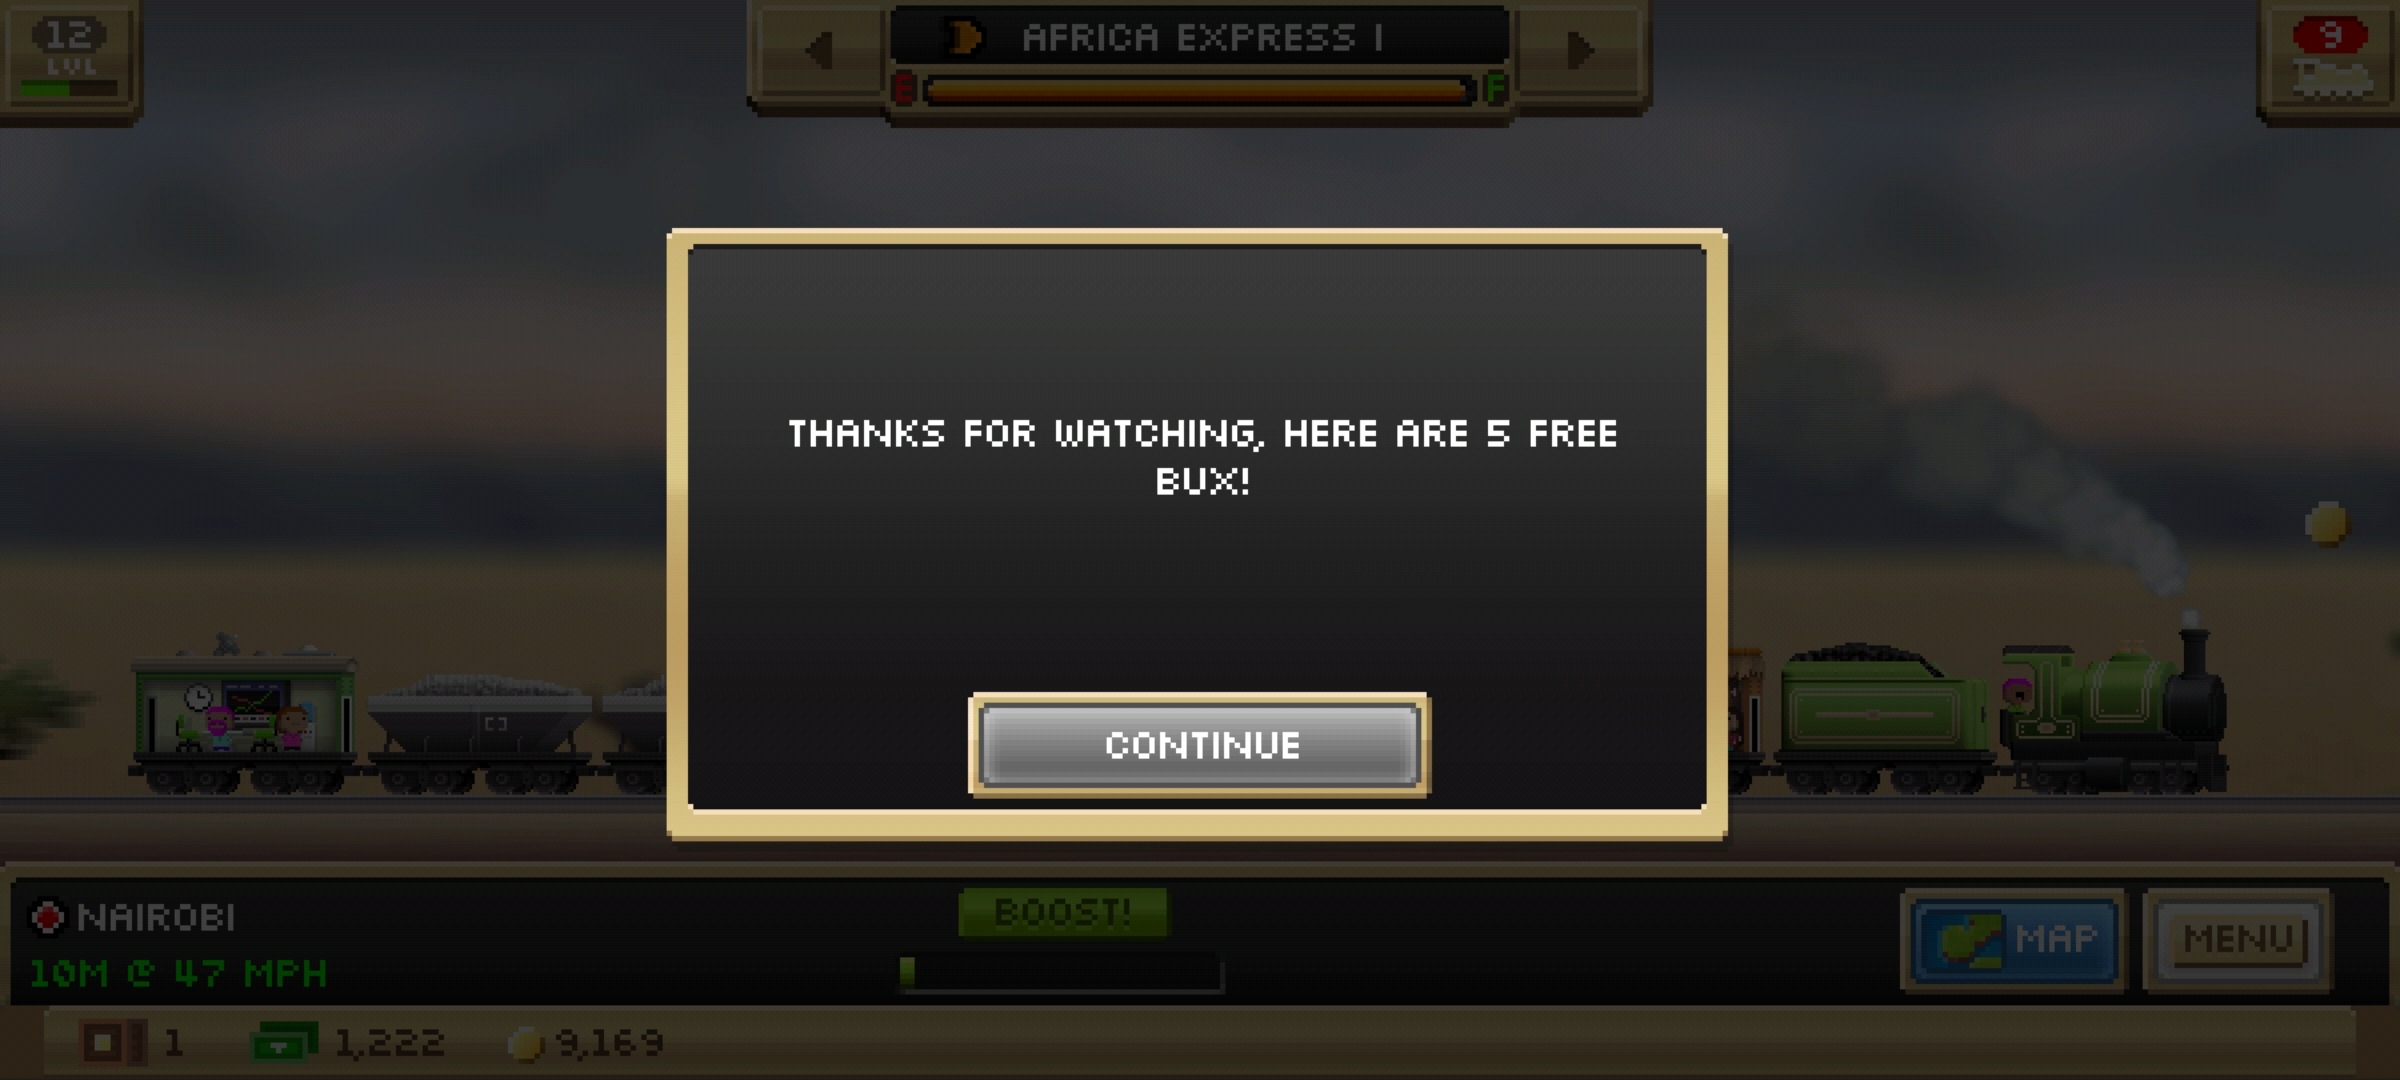 12
LVL
AFRICA EXPRESS I
E
F
9
THANKS FOR WATCHING, HERE ARE 5 FREE
BUX!
CONTINUE
NAIROBI
10M @ 47 MPH
BOOST!
MAP
MENU
1
1,222
9,169